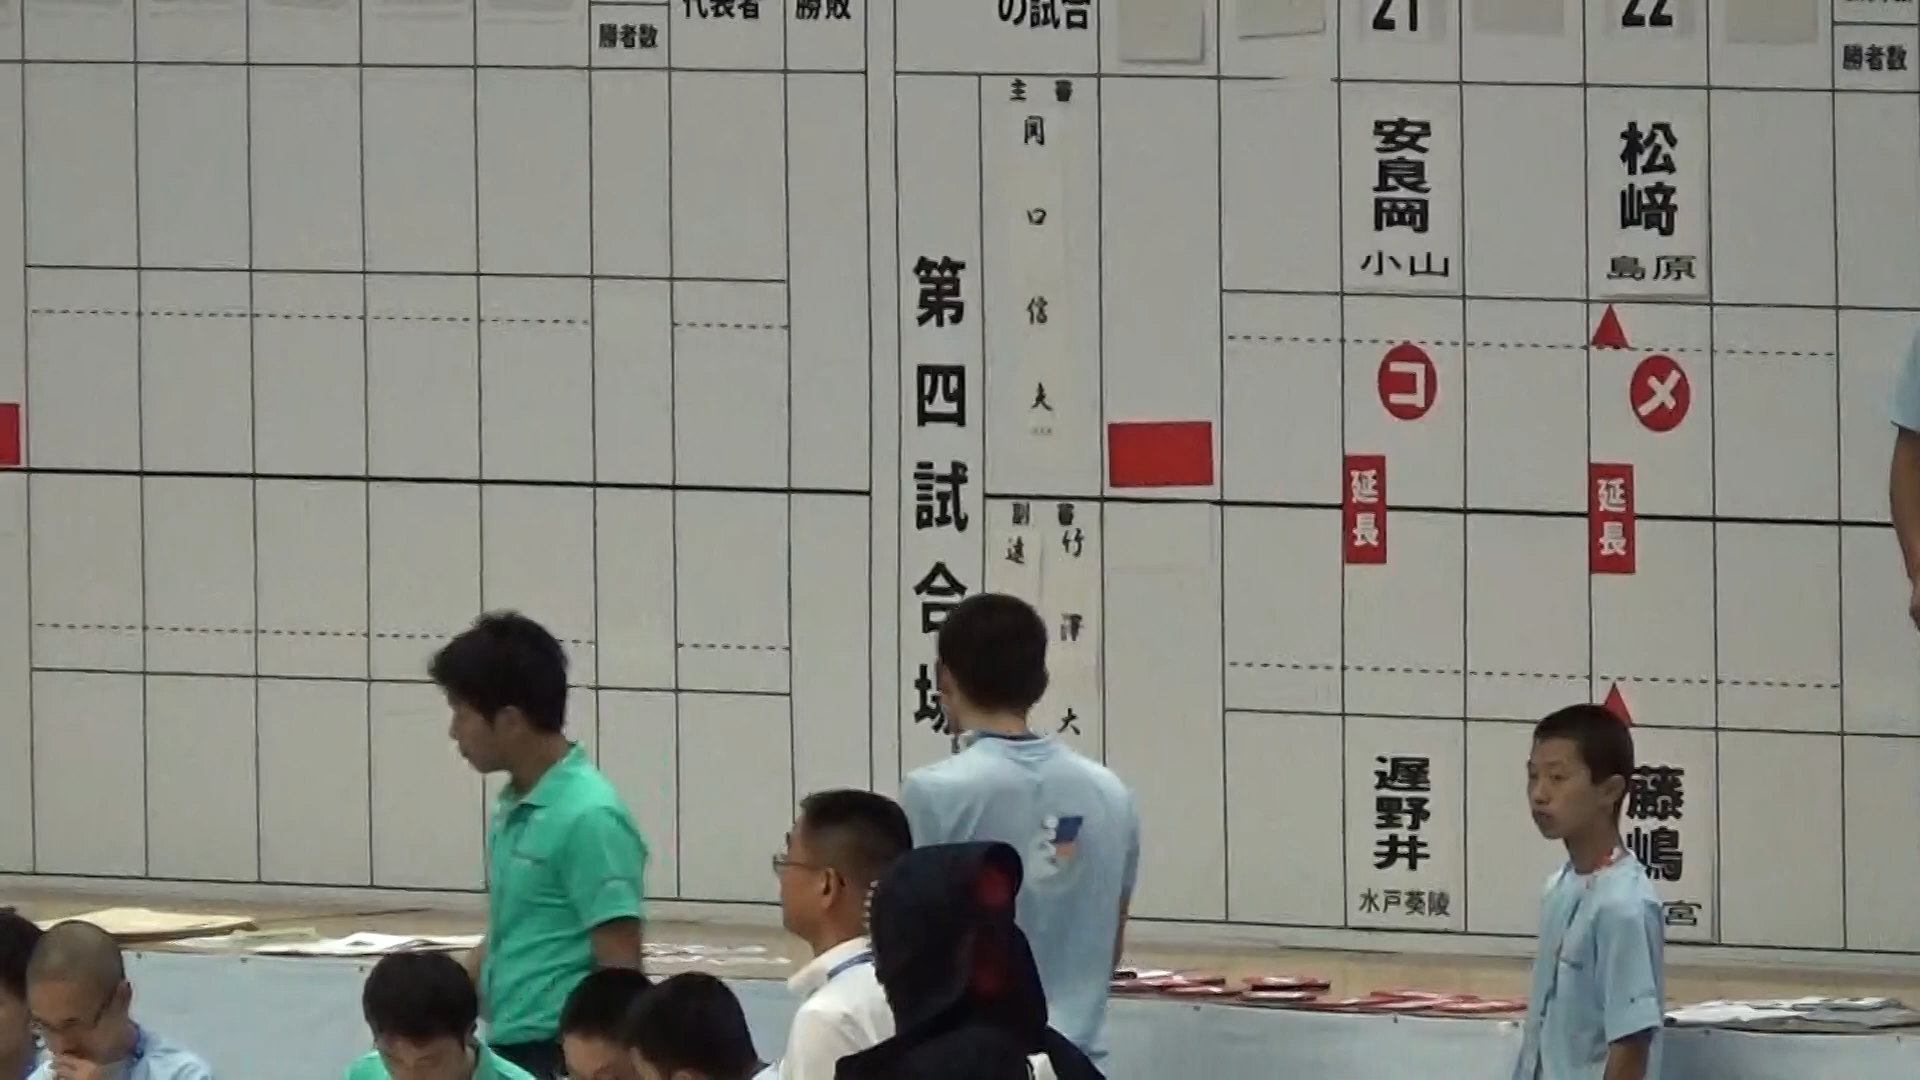 代表者
勝敗
勝者数
の試合
21
22
勝者数
第四試合場
主審
関口信夫
副審
遠
竹澤大
安良岡
小山
松﨑
島原
コ
メ
延長
延長
遅野井
水戸葵陵
藤嶋
宮